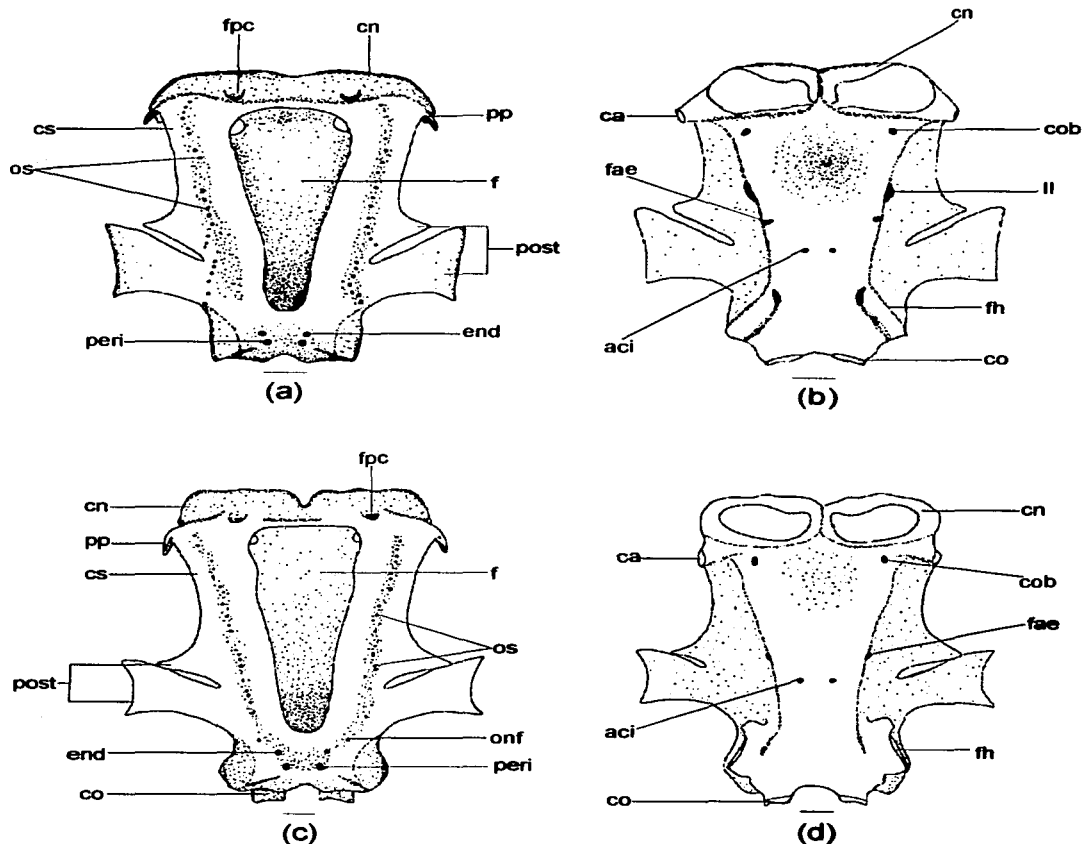 fpc
cn
cs
pp
os
f
post
peri
end
(a)
cn
ca
cob
fae
ll
aci
fh
co
(b)
fpc
cn
pp
cs
f
os
post
end
onf
peri
co
(c)
cn
ca
cob
fae
aci
fh
co
(d)